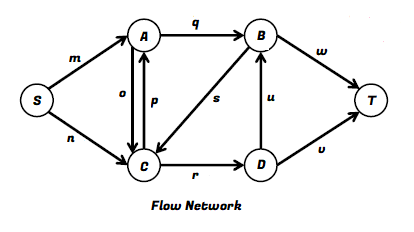 A q B
m w
S o p s u T
n v
C r D
Flow Network